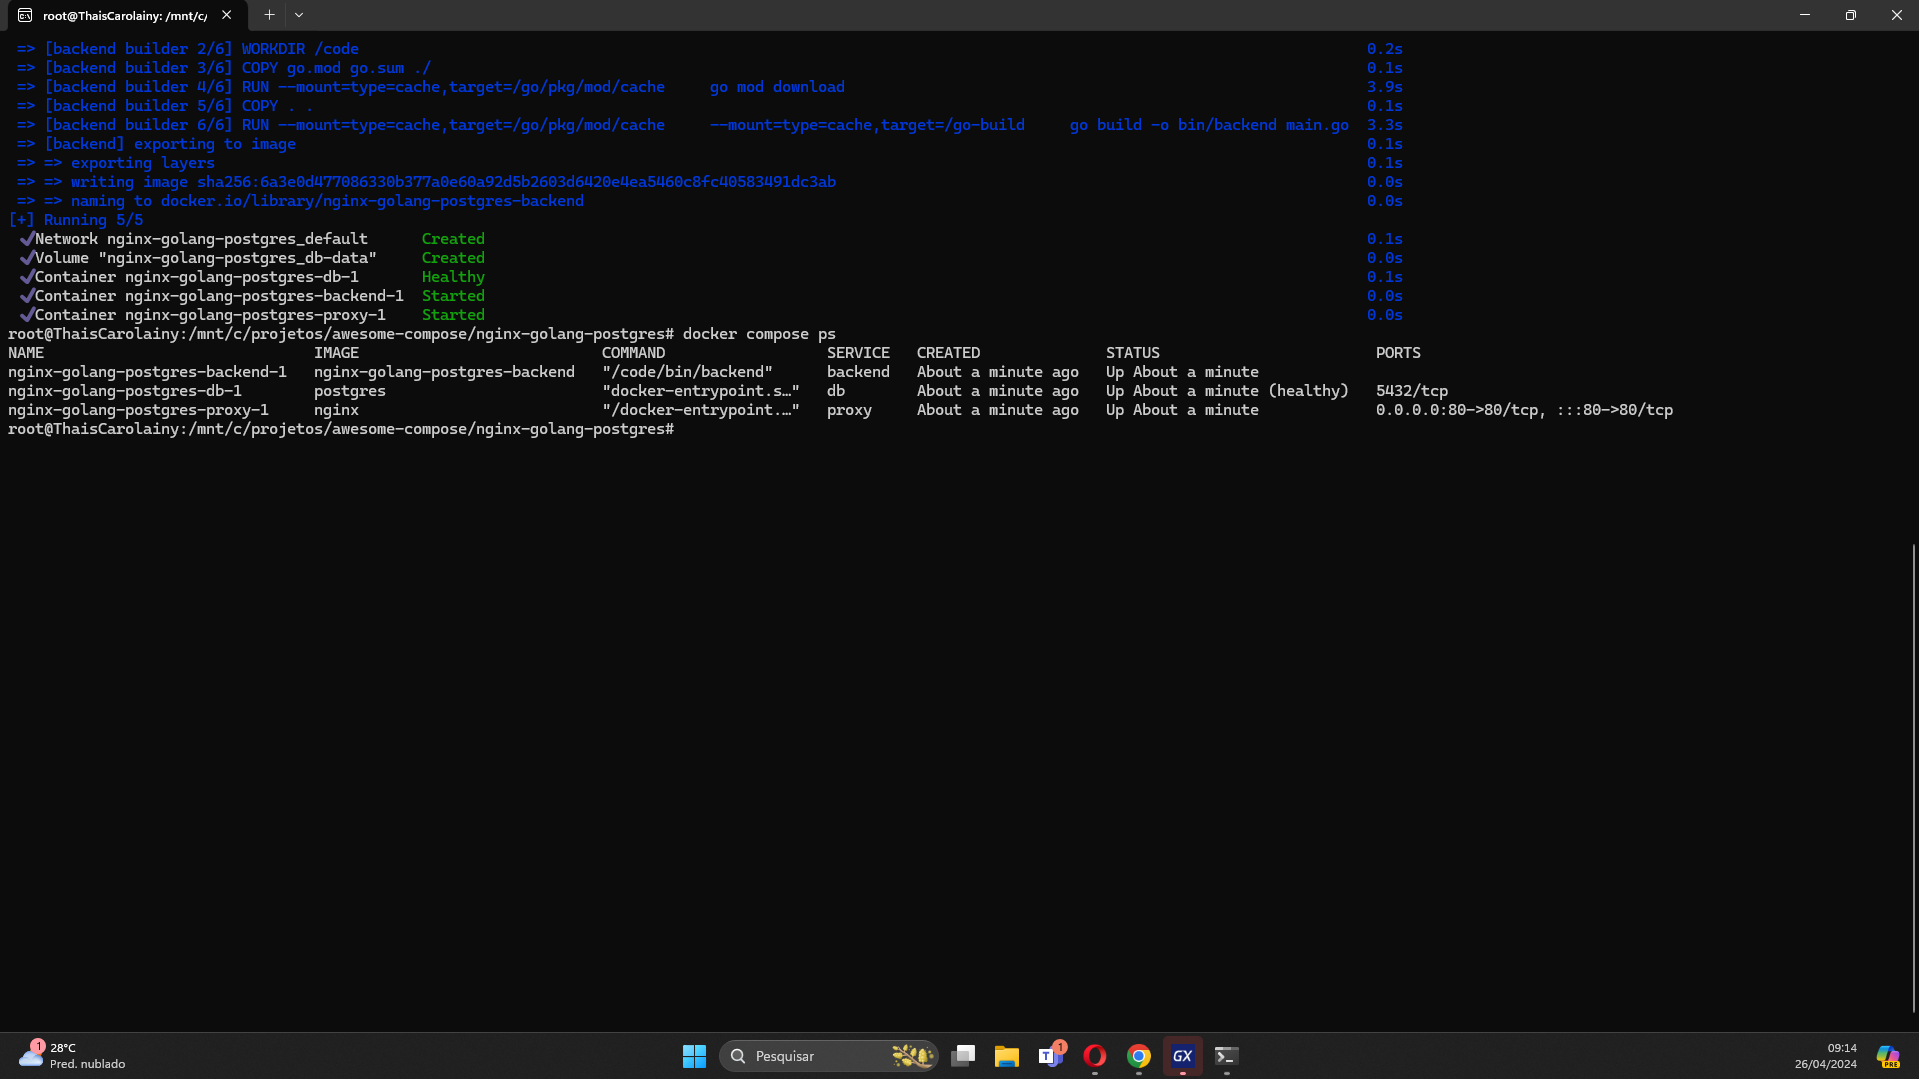 root@ThaisCarolainy: /mnt/c/
=> [backend builder 2/6] WORKDIR /code 0.2s
=> [backend builder 3/6] COPY go.mod go.sum ./ 0.1s
=> [backend builder 4/6] RUN --mount=type=cache,target=/go/pkg/mod/cache     go mod download 3.9s
=> [backend builder 5/6] COPY . . 0.1s
=> [backend builder 6/6] RUN --mount=type=cache,target=/go/pkg/mod/cache     --mount=type=cache,target=/go-build     go build -o bin/backend main.go 3.3s
=> [backend] exporting to image 0.1s
=> => exporting layers 0.1s
=> => writing image sha256:6a3e0d477086330b377a0e60a92d5b2603d6420e4ea5460c8fc40583491dc3ab 0.0s
=> => naming to docker.io/library/nginx-golang-postgres-backend 0.0s
[+] Running 5/5
✔Network nginx-golang-postgres_default Created 0.1s
✔Volume "nginx-golang-postgres_db-data" Created 0.0s
✔Container nginx-golang-postgres-db-1 Healthy 0.1s
✔Container nginx-golang-postgres-backend-1 Started 0.0s
✔Container nginx-golang-postgres-proxy-1 Started 0.0s
root@ThaisCarolainy:/mnt/c/projetos/awesome-compose/nginx-golang-postgres# docker compose ps
NAME IMAGE COMMAND SERVICE CREATED STATUS PORTS
nginx-golang-postgres-backend-1 nginx-golang-postgres-backend "/code/bin/backend" backend About a minute ago Up About a minute
nginx-golang-postgres-db-1 postgres "docker-entrypoint.s…" db About a minute ago Up About a minute (healthy) 5432/tcp
nginx-golang-postgres-proxy-1 nginx "/docker-entrypoint.…" proxy About a minute ago Up About a minute 0.0.0.0:80->80/tcp, :::80->80/tcp
root@ThaisCarolainy:/mnt/c/projetos/awesome-compose/nginx-golang-postgres#
1
28°C
Pred. nublado
Pesquisar
T
1
GX
PRE
09:14
26/04/2024